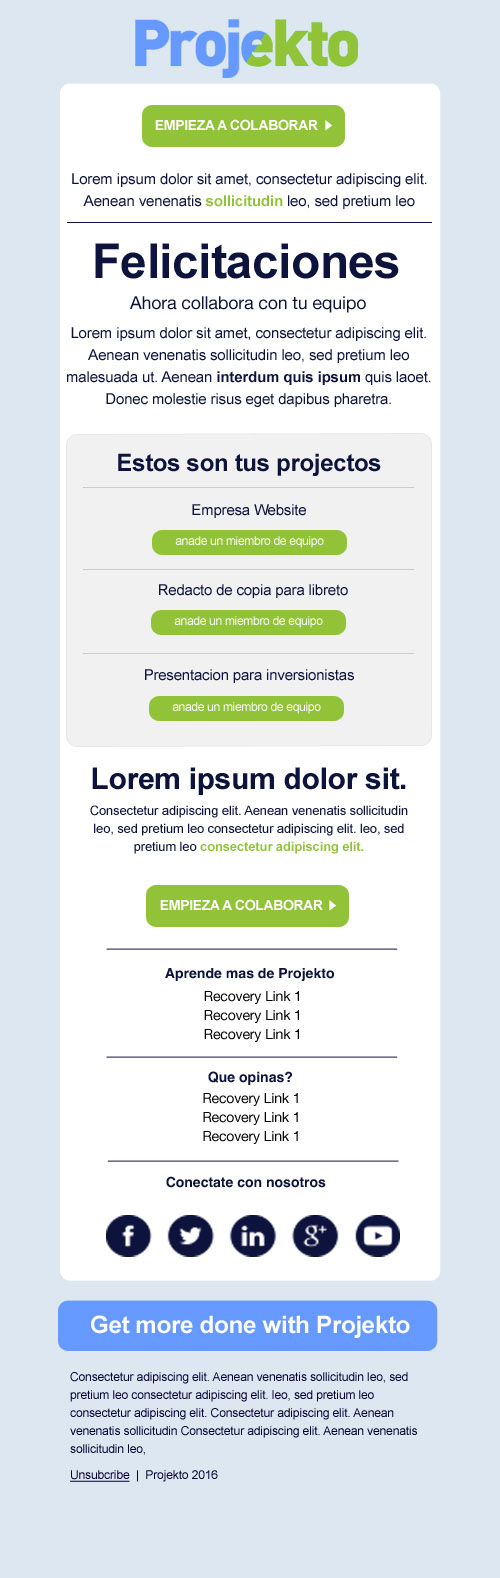 Projekto
EMPIEZA A COLABORAR
Lorem ipsum dolor sit amet, consectetur adipiscing elit.
Aenean venenatis sollicitudin leo, sed pretium leo
Felicitaciones
Ahora collabora con tu equipo
Lorem ipsum dolor sit amet, consectetur adipiscing elit.
Aenean venenatis sollicitudin leo, sed pretium leo
malesuada ut. Aenean interdum quis ipsum quis laoet.
Donec molestie risus eget dapibus pharetra.
Estos son tus projectos
Empresa Website
anade un miembro de equipo
Redacto de copia para libreto
anade un miembro de equipo
Presentacion para inversionistas
anade un miembro de equipo
Lorem ipsum dolor sit.
Consectetur adipiscing elit. Aenean venenatis sollicitudin
leo, sed pretium leo consectetur adipiscing elit. leo, sed
pretium leo consectetur adipiscing elit.
EMPIEZA A COLABORAR
Aprende mas de Projekto
Recovery Link 1
Recovery Link 1
Recovery Link 1
Que opinas?
Recovery Link 1
Recovery Link 1
Recovery Link 1
Conectate con nosotros
f in g+
Get more done with Projekto
Consectetur adipiscing elit. Aenean venenatis sollicitudin leo, sed
pretium leo consectetur adipiscing elit. leo, sed pretium leo
consectetur adipiscing elit. Consectetur adipiscing elit. Aenean
venenatis sollicitudin Consectetur adipiscing elit. Aenean venenatis
sollicitudin leo,
Unsubcribe | Projekto 2016